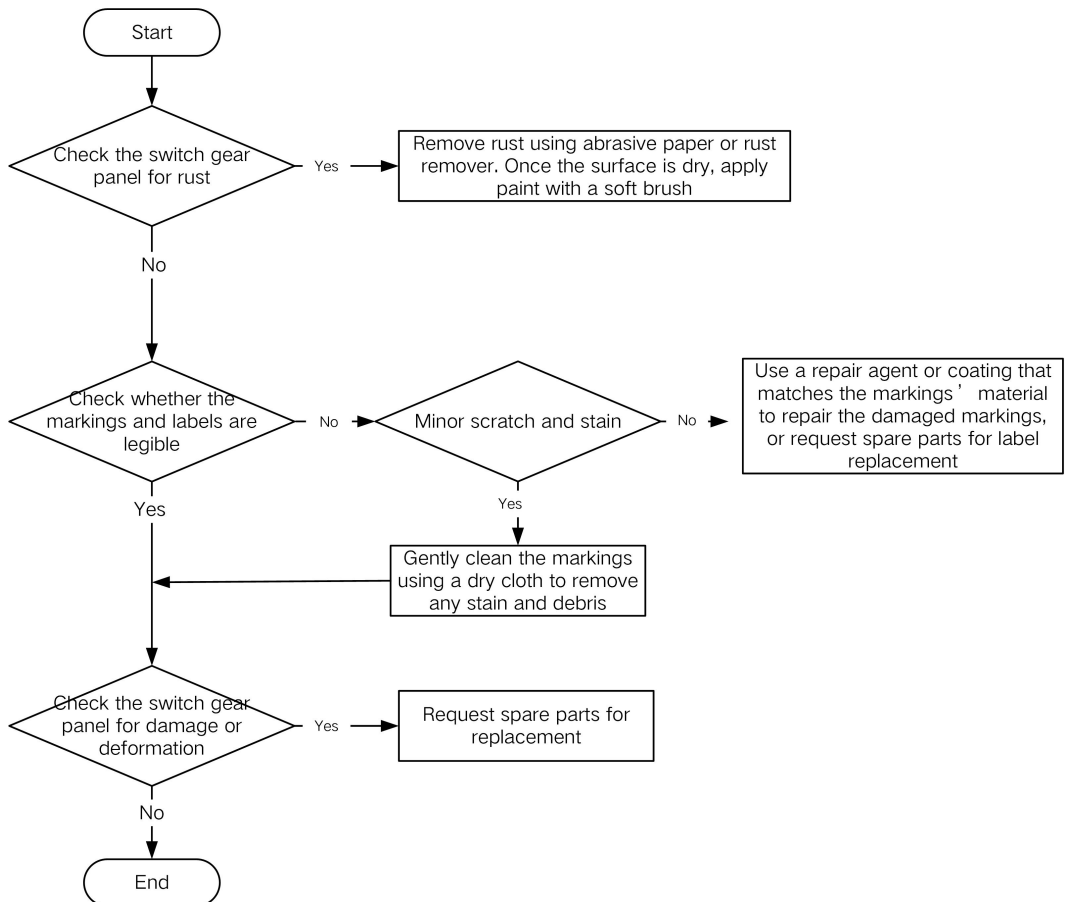 Start
Check the switch gear
panel for rust
Yes
Remove rust using abrasive paper or rust
remover. Once the surface is dry, apply
paint with a soft brush
No
Check whether the
markings and labels are
legible
No
Minor scratch and stain
No
Use a repair agent or coating that
matches the markings’ material
to repair the damaged markings,
or request spare parts for label
replacement
Yes
Yes
Gently clean the markings
using a dry cloth to remove
any stain and debris
Check the switch gear
panel for damage or
deformation
Yes
Request spare parts for
replacement
No
End